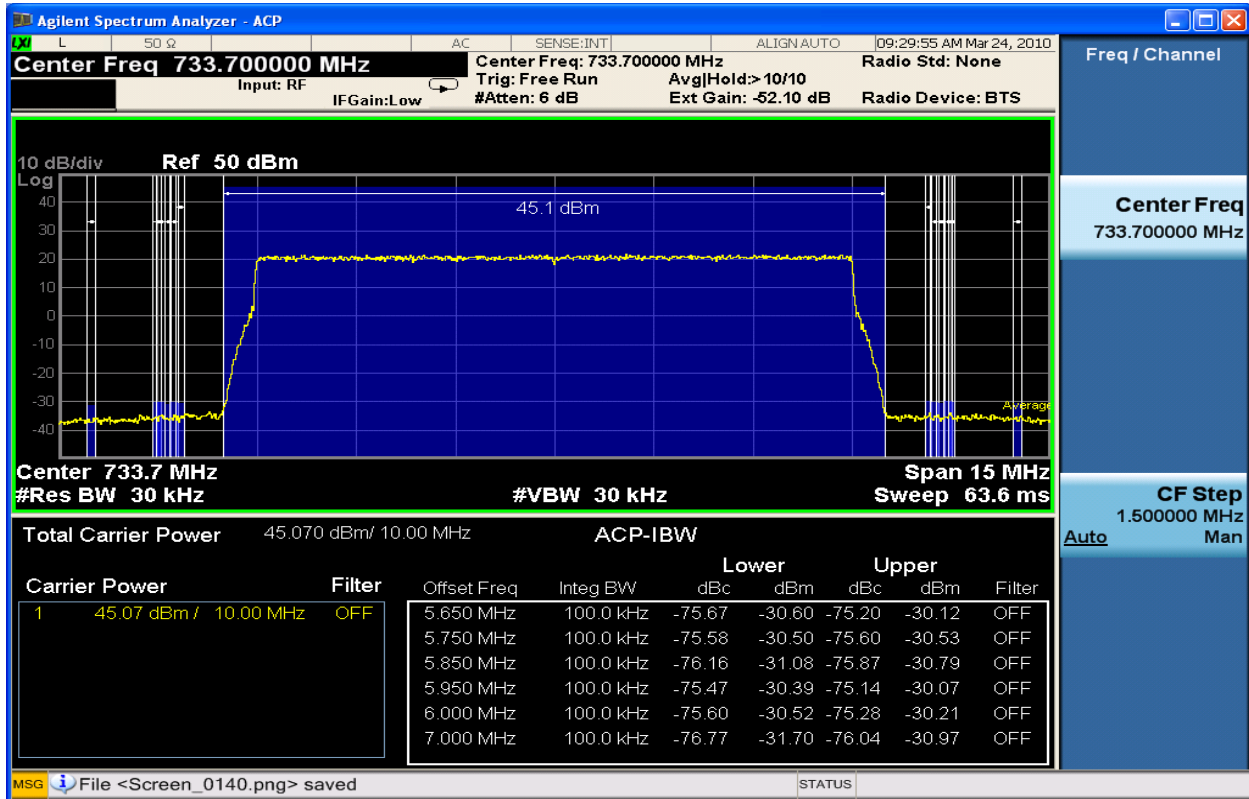 Agilent Spectrum Analyzer - ACP
LXI L 50 Ω AC SENSE:INT ALIGN AUTO 09:29:55 AM Mar 24, 2010
Center Freq 733.700000 MHz
Input: RF
IFGain:Low
Center Freq: 733.700000 MHz
Trig: Free Run
#Atten: 6 dB
Avg|Hold:>10/10
Ext Gain: -52.10 dB
Radio Std: None
Radio Device: BTS
10 dB/div Ref 50 dBm
Log
40
30
20
10
0
-10
-20
-30
-40
45.1 dBm
Average
Center 733.7 MHz Span 15 MHz
#Res BW 30 kHz #VBW 30 kHz Sweep 63.6 ms
Total Carrier Power 45.070 dBm/ 10.00 MHz ACP-IBW
Carrier Power Filter
1 45.07 dBm / 10.00 MHz OFF
Lower Upper
Offset Freq Integ BW dBc dBm dBc dBm Filter
5.650 MHz 100.0 kHz -75.67 -30.60 -75.20 -30.12 OFF
5.750 MHz 100.0 kHz -75.58 -30.50 -75.60 -30.53 OFF
5.850 MHz 100.0 kHz -76.16 -31.08 -75.87 -30.79 OFF
5.950 MHz 100.0 kHz -75.47 -30.39 -75.14 -30.07 OFF
6.000 MHz 100.0 kHz -75.60 -30.52 -75.28 -30.21 OFF
7.000 MHz 100.0 kHz -76.77 -31.70 -76.04 -30.97 OFF
Freq / Channel
Center Freq
733.700000 MHz
CF Step
1.500000 MHz
Auto Man
MSG File <Screen_0140.png> saved STATUS